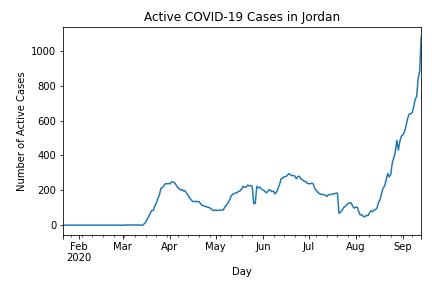 Active COVID-19 Cases in Jordan
Number of Active Cases
1000
800
600
400
200
0
Feb Mar Apr May Jun Jul Aug Sep
2020
Day